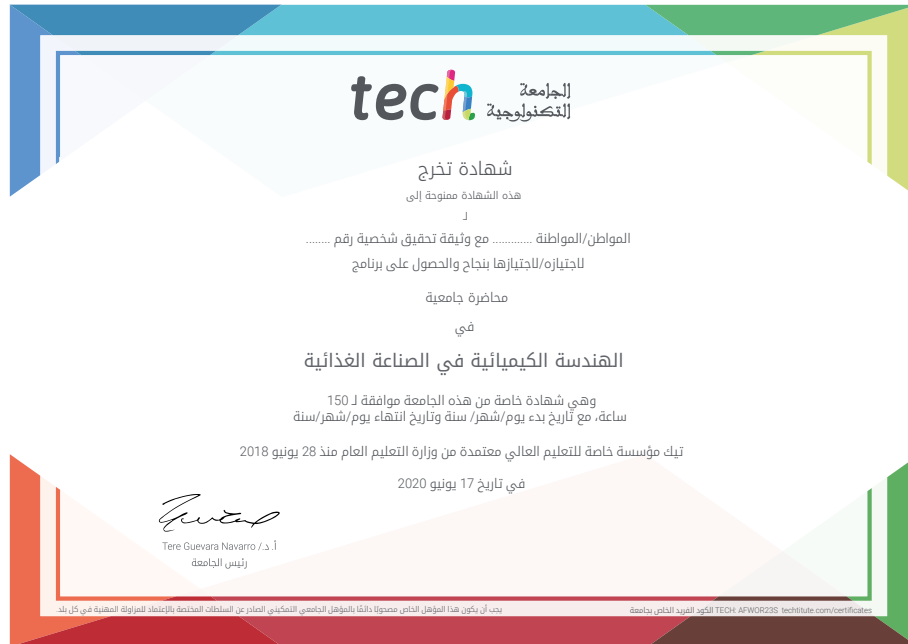 tech الجامعة
التكنولوجية
شهادة تخرج
هذه الشهادة ممنوحة إلى
لـ
المواطن/المواطنة ............ مع وثيقة تحقيق شخصية رقم ........
لاجتيازه/لاجتيازها بنجاح والحصول على برنامج
محاضرة جامعية
في
الهندسة الكيميائية في الصناعة الغذائية
وهي شهادة خاصة من هذه الجامعة موافقة لـ 150
ساعة، مع تاريخ بدء يوم/شهر/ سنة وتاريخ انتهاء يوم/شهر/سنة
تيك مؤسسة خاصة للتعليم العالي معتمدة من وزارة التعليم العام منذ 28 يونيو 2018
في تاريخ 17 يونيو 2020
أ. د./ Tere Guevara Navarro
رئيس الجامعة
الكود الفريد الخاص بجامعة TECH: AFWOR23S techtitute.com/certificates
يجب أن يكون هذا المؤهل الخاص مصحوبًا دائمًا بالمؤهل الجامعي التمكيني الصادر عن السلطات المختصة بالإعتماد للمزاولة المهنية في كل بلد.